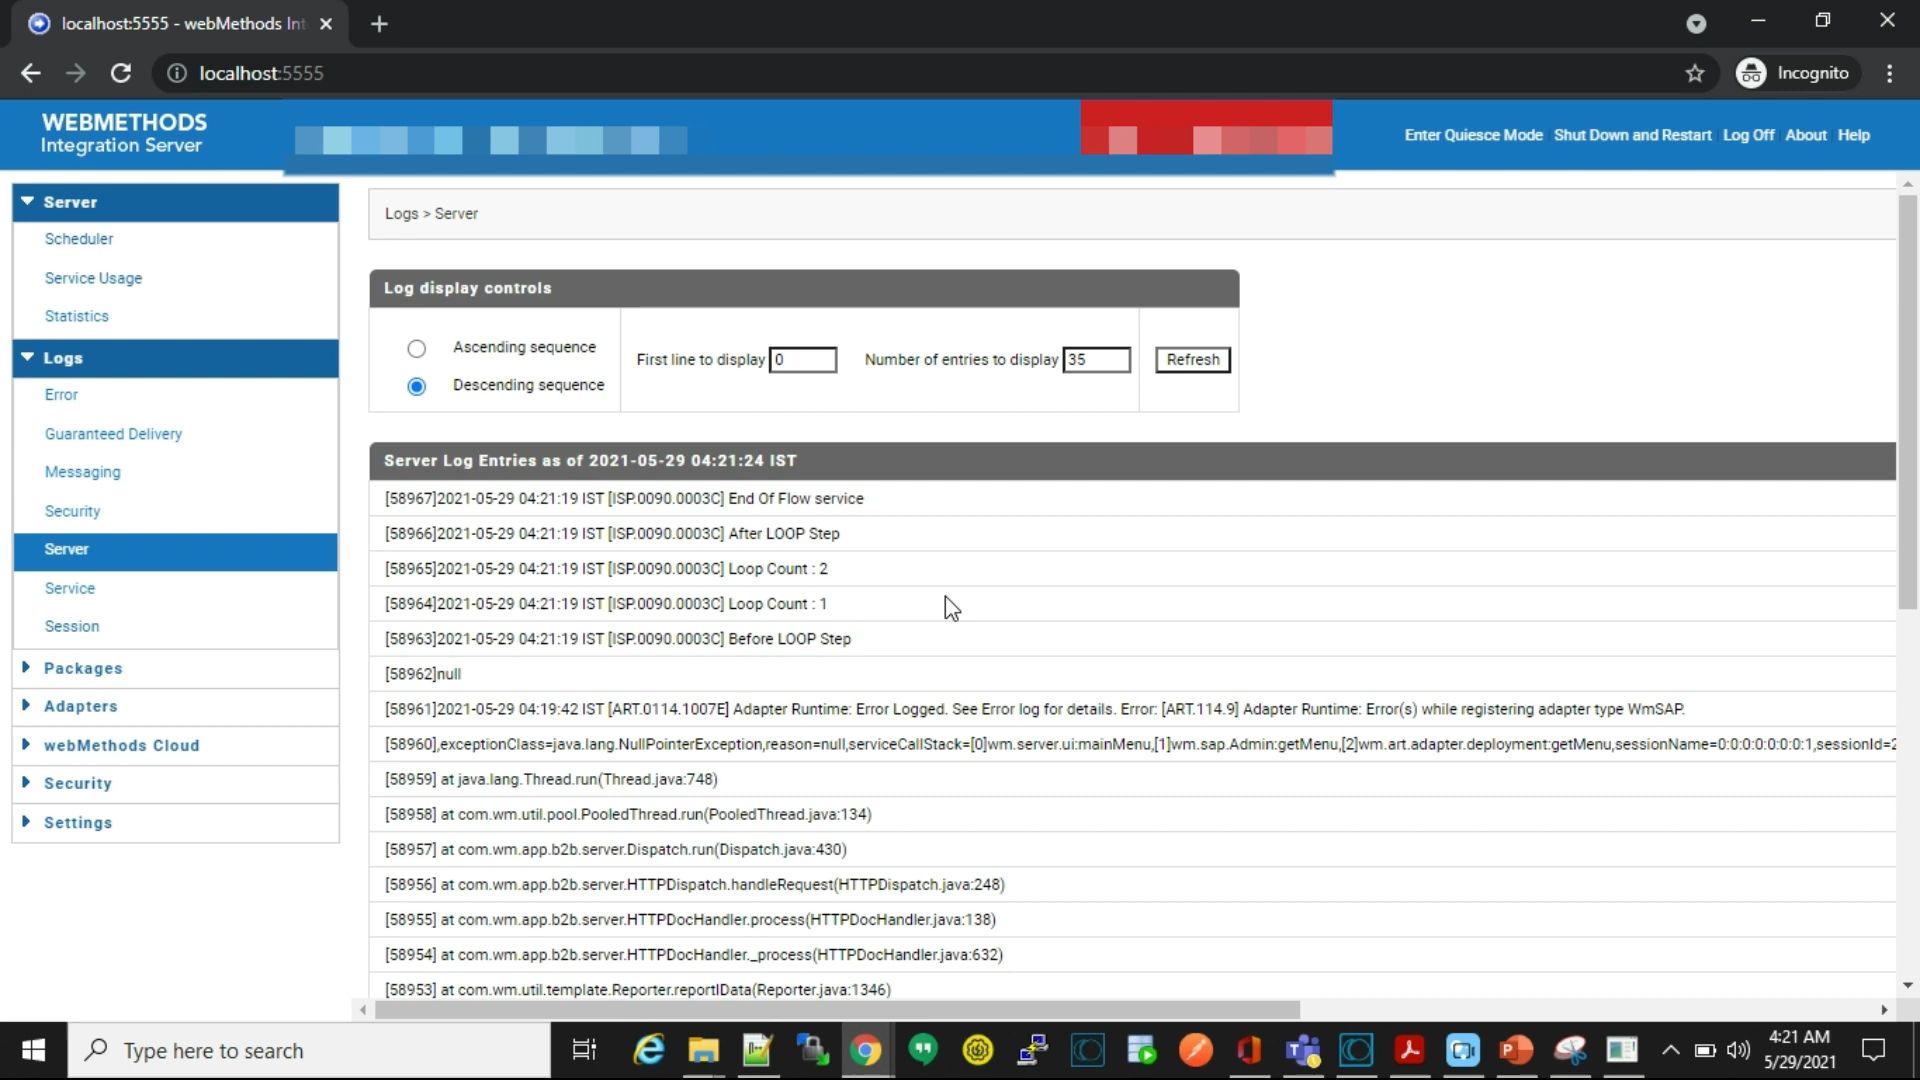 localhost:5555 - webMethods Int
localhost:5555
Incognito
WEBMETHODS
Integration Server
Enter Quiesce Mode Shut Down and Restart Log Off About Help
Server
Scheduler
Service Usage
Statistics
Logs
Error
Guaranteed Delivery
Messaging
Security
Server
Service
Session
Packages
Adapters
webMethods Cloud
Security
Settings
Logs > Server
Log display controls
Ascending sequence
Descending sequence
First line to display 0
Number of entries to display 35
Refresh
Server Log Entries as of 2021-05-29 04:21:24 IST
[58967]2021-05-29 04:21:19 IST [ISP.0090.0003C] End Of Flow service
[58966]2021-05-29 04:21:19 IST [ISP.0090.0003C] After LOOP Step
[58965]2021-05-29 04:21:19 IST [ISP.0090.0003C] Loop Count : 2
[58964]2021-05-29 04:21:19 IST [ISP.0090.0003C] Loop Count : 1
[58963]2021-05-29 04:21:19 IST [ISP.0090.0003C] Before LOOP Step
[58962]null
[58961]2021-05-29 04:19:42 IST [ART.0114.1007E] Adapter Runtime: Error Logged. See Error log for details. Error: [ART.114.9] Adapter Runtime: Error(s) while registering adapter type WmSAP.
[58960],exceptionClass=java.lang.NullPointerException,reason=null,serviceCallStack=[0]wm.server.ui:mainMenu,[1]wm.sap.Admin:getMenu,[2]wm.art.adapter.deployment:getMenu,sessionName=0:0:0:0:0:0:0:1,sessionId=2
[58959] at java.lang.Thread.run(Thread.java:748)
[58958] at com.wm.util.pool.PooledThread.run(PooledThread.java:134)
[58957] at com.wm.app.b2b.server.Dispatch.run(Dispatch.java:430)
[58956] at com.wm.app.b2b.server.HTTPDispatch.handleRequest(HTTPDispatch.java:248)
[58955] at com.wm.app.b2b.server.HTTPDocHandler.process(HTTPDocHandler.java:138)
[58954] at com.wm.app.b2b.server.HTTPDocHandler._process(HTTPDocHandler.java:632)
[58953] at com.wm.util.template.Reporter.reportIData(Reporter.java:1346)
Type here to search
4:21 AM
5/29/2021